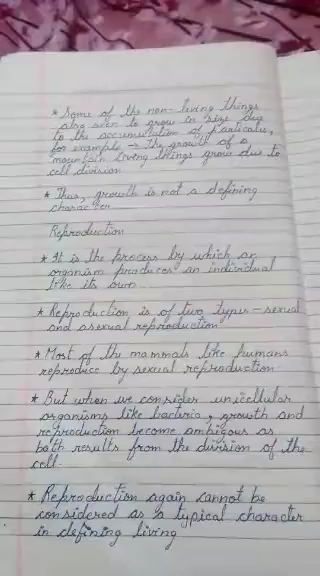 * Some of the non-living things
also seen to grow in size due
to the accumulation of particules,
for example → The growth of a
mountain living things grow due to
cell division
* Thus, growth is not a defining
character
Reproduction
* It is the process by which an
organism produces an individual
like its own.
* Reproduction is of two types - sexual
and asexual reproduction
* Most of the mammals like humans
reproduce by sexual reproduction
* But when we consider unicellular
organisms like bacteria, growth and
reproduction become ambigous as
both results from the division of the
cell.
* Reproduction again cannot be
considered as a typical character
in defining living